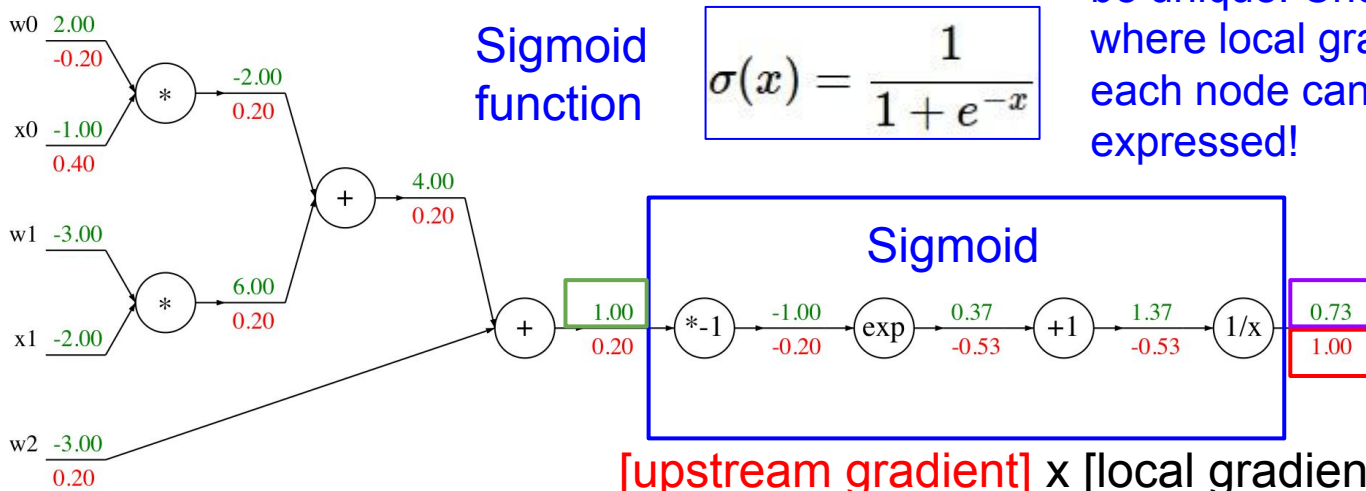 be unique. Choose
where local gra
each node can
expressed!
Sigmoid
function
σ(x) = 1 / (1 + e^{-x})
w0 2.00
-0.20
*
-2.00
0.20
x0 -1.00
0.40
+
4.00
0.20
w1 -3.00
*
6.00
0.20
x1 -2.00
w2 -3.00
0.20
+
1.00
0.20
Sigmoid
*-1
-1.00
-0.20
exp
0.37
-0.53
+1
1.37
-0.53
1/x
0.73
1.00
[upstream gradient] x [local gradien